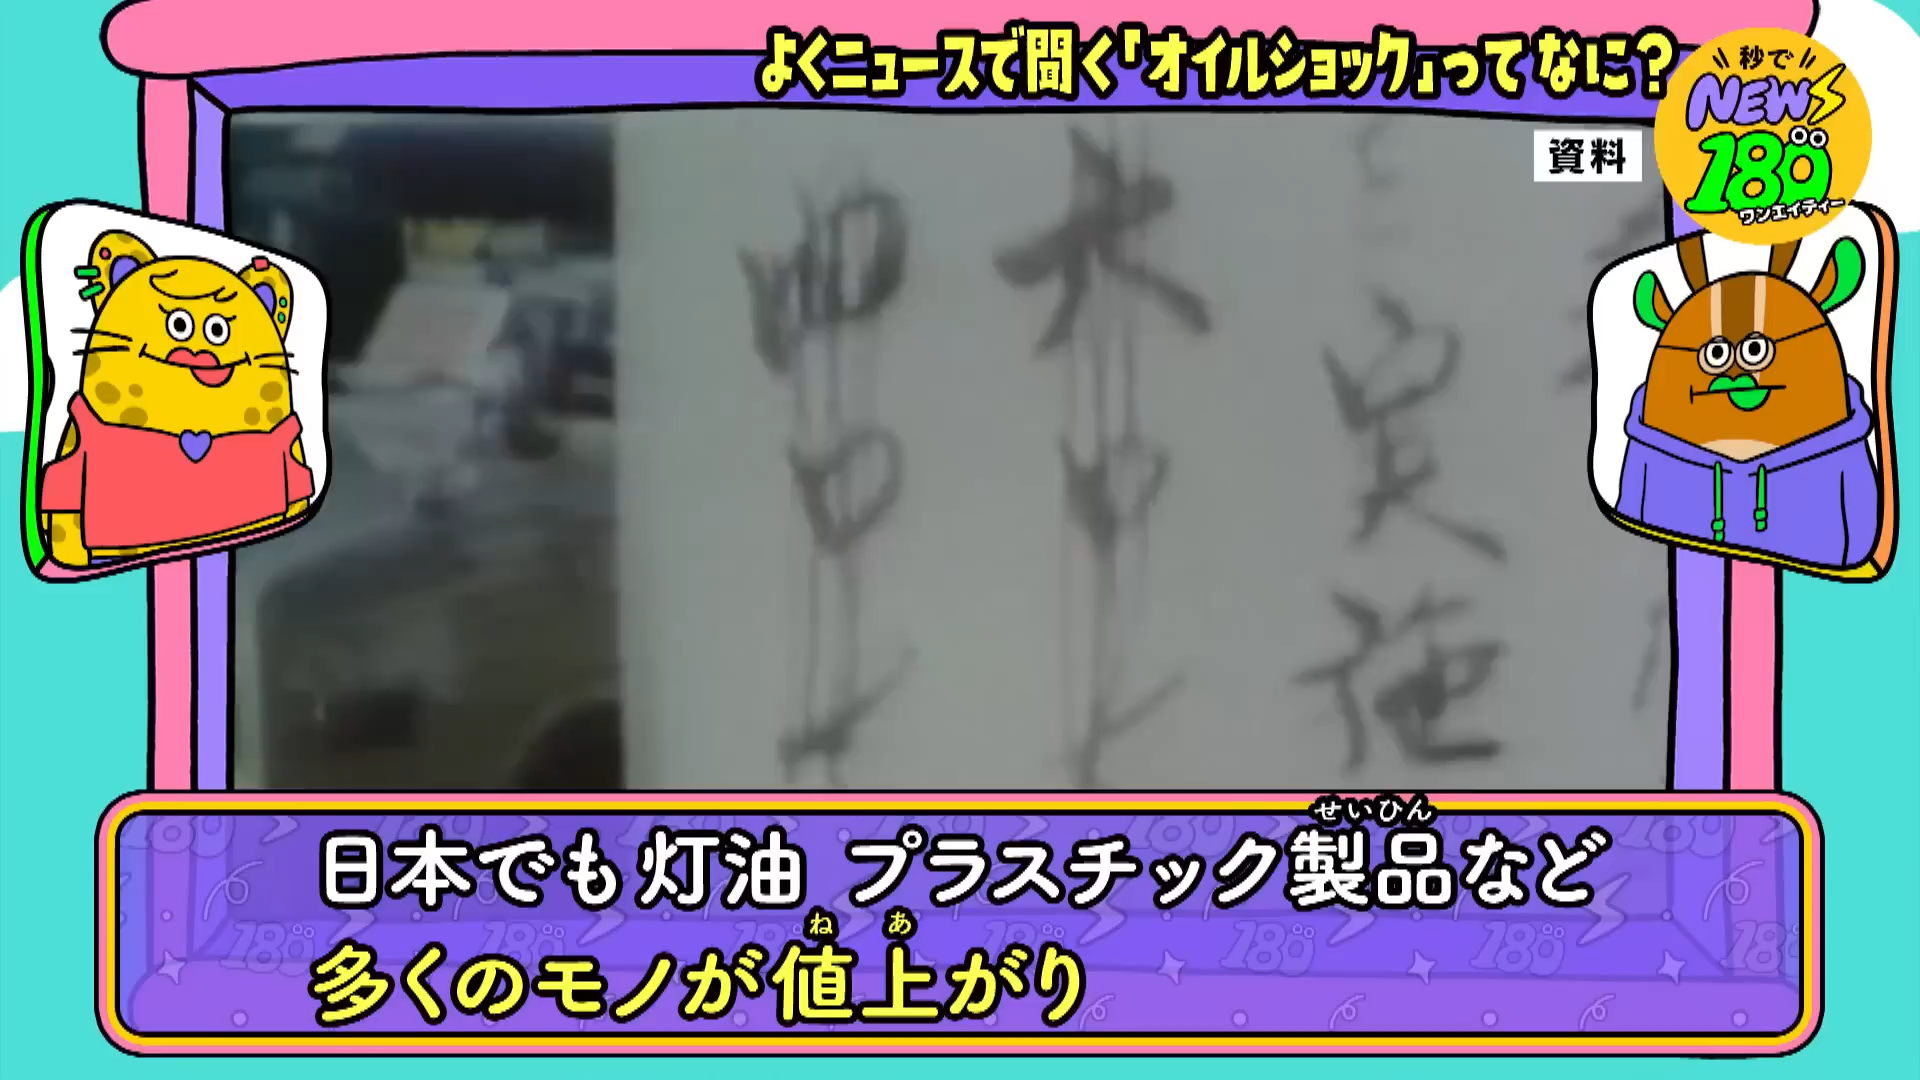 よくニュースで聞く「オイルショック」ってなに?
秒で
NEWS
180
ワンエイティー
資料
実施
日本でも灯油 プラスチック製品など
せいひん
多くのモノが値上がり
ね あ